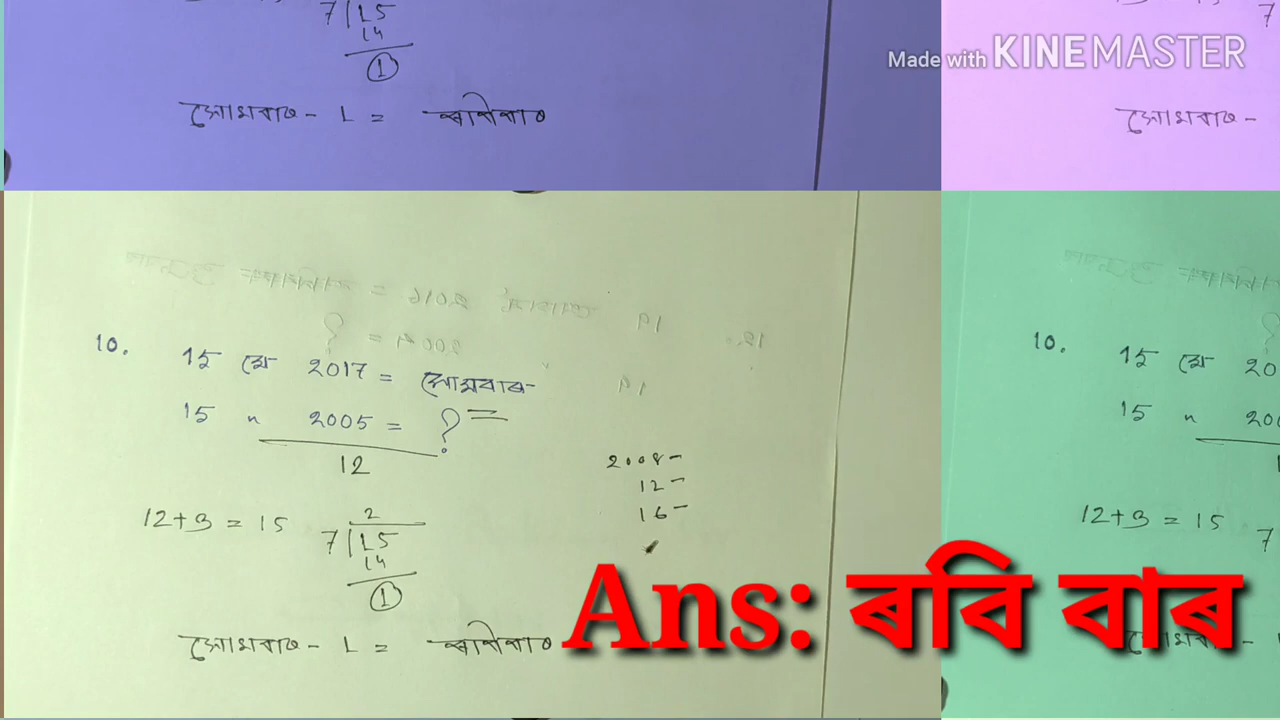 7 15
14
1
Made with KINEMASTER
7
সোমবাৰ - 1 = ৰবিবাৰ
সোমবাৰ -
10. 15 মে 2017 = সোমবাৰ
15 " 2005 = ?
12
2008 -
12 -
16 -
12+3 = 15
2
7 15
14
1
সোমবাৰ - 1 = ৰবিবাৰ
10. 15 মে 20
15 " 200
12+3 = 15 7
Ans: ৰবি বাৰ